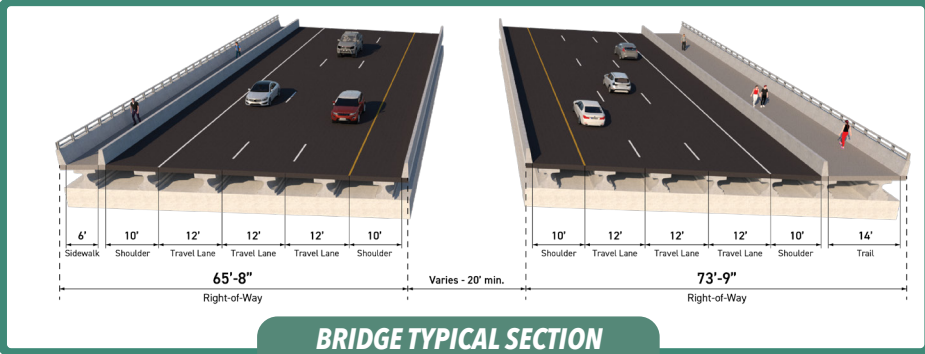 6’ 10’ 12’ 12’ 12’ 10’
Sidewalk Shoulder Travel Lane Travel Lane Travel Lane Shoulder
65’-8”
Right-of-Way
Varies - 20’ min.
10’ 12’ 12’ 12’ 10’ 14’
Shoulder Travel Lane Travel Lane Travel Lane Shoulder Trail
73’-9”
Right-of-Way
BRIDGE TYPICAL SECTION